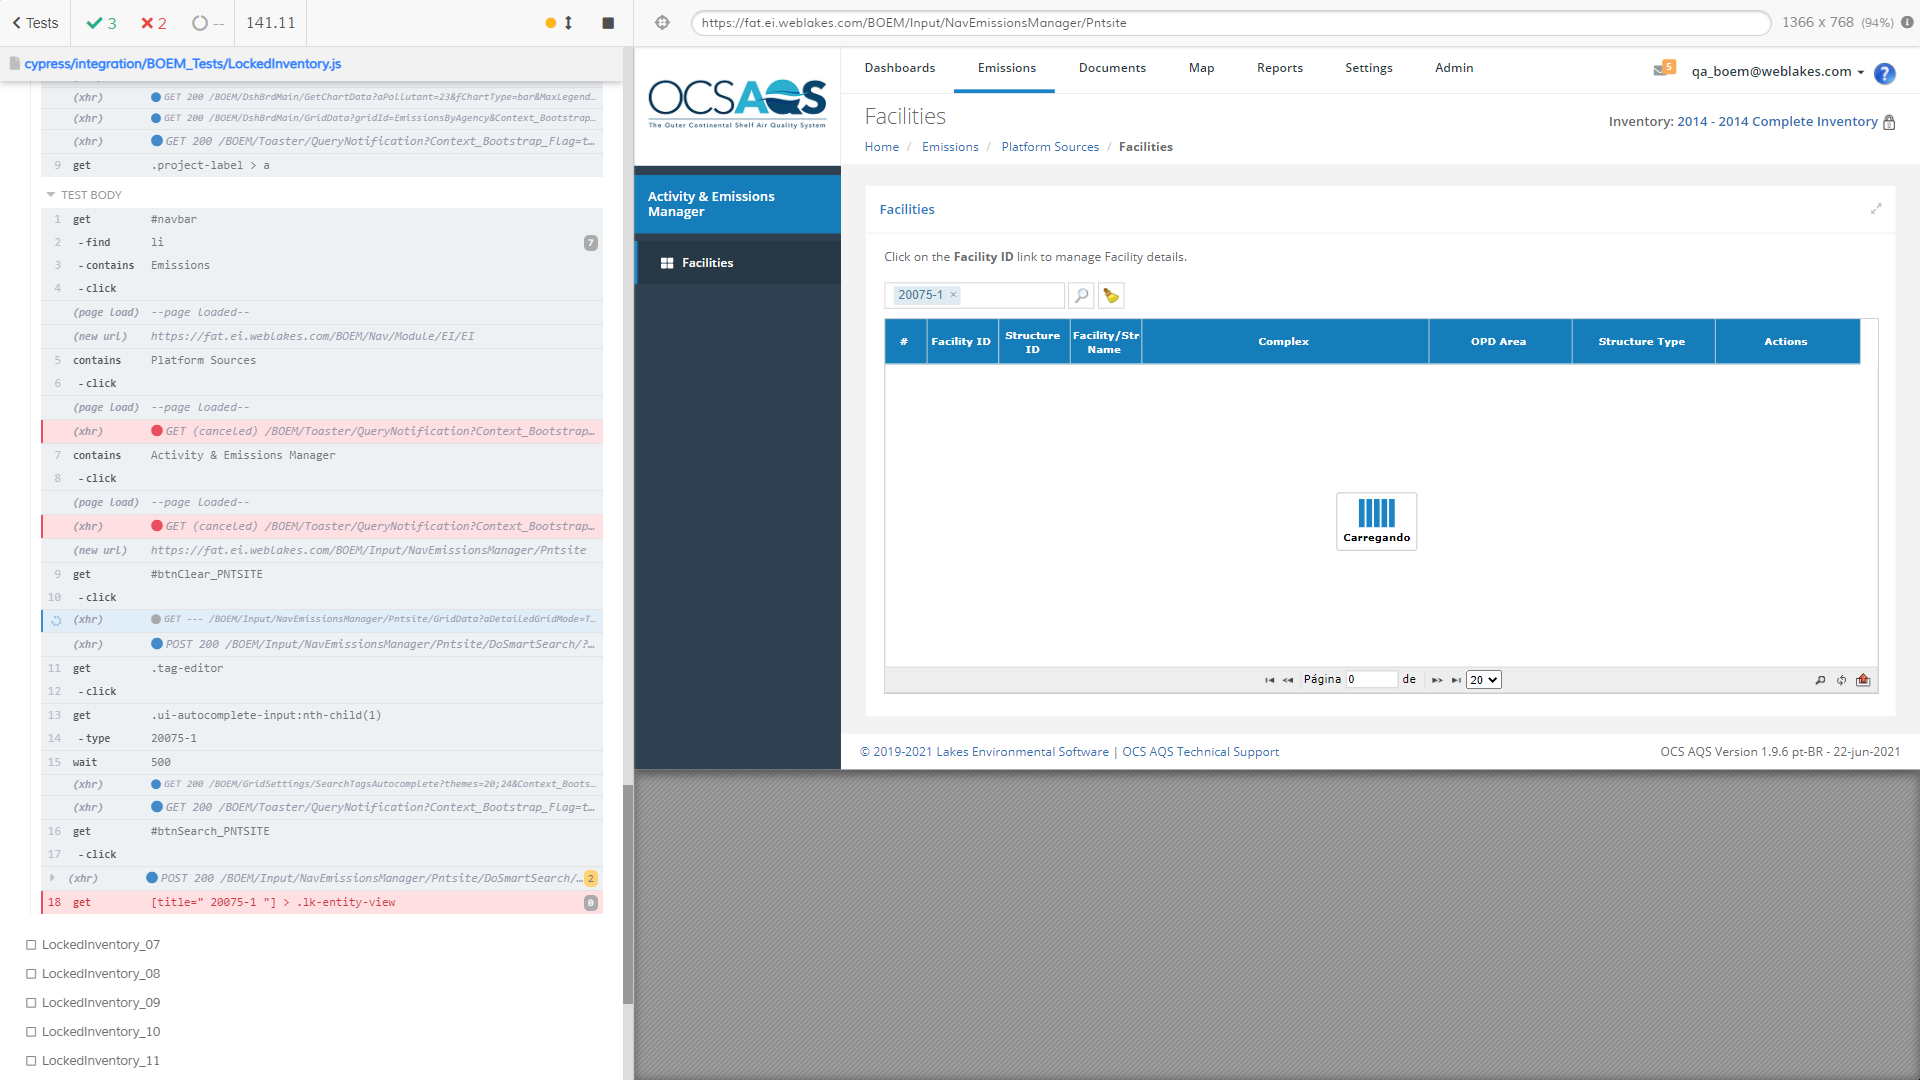 Tests
3
2
--
141.11
https://fat.ei.weblakes.com/BOEM/Input/NavEmissionsManager/Pntsite
1366 x 768 (94%)
cypress/integration/BOEM_Tests/LockedInventory.js
(xhr) GET 200 /BOEM/DshBrdMain/GetChartData?aPollutant=23&fChartType=bar&MaxLegend…
(xhr) GET 200 /BOEM/DshBrdMain/GridData?gridId=EmissionsByAgency&Context_Bootstrap…
(xhr) GET 200 /BOEM/Toaster/QueryNotification?Context_Bootstrap_Flag=t…
9 get .project-label > a
TEST BODY
1 get #navbar
2 -find li 7
3 -contains Emissions
4 -click
(page load) --page loaded--
(new url) https://fat.ei.weblakes.com/BOEM/Nav/Module/EI/EI
5 contains Platform Sources
6 -click
(page load) --page loaded--
(xhr) GET (canceled) /BOEM/Toaster/QueryNotification?Context_Bootstrap…
7 contains Activity & Emissions Manager
8 -click
(page load) --page loaded--
(xhr) GET (canceled) /BOEM/Toaster/QueryNotification?Context_Bootstrap…
(new url) https://fat.ei.weblakes.com/BOEM/Input/NavEmissionsManager/Pntsite
9 get #btnClear_PNTSITE
10 -click
(xhr) GET --- /BOEM/Input/NavEmissionsManager/Pntsite/GridData?aDetailedGridMode=T…
(xhr) POST 200 /BOEM/Input/NavEmissionsManager/Pntsite/DoSmartSearch/?…
11 get .tag-editor
12 -click
13 get .ui-autocomplete-input:nth-child(1)
14 -type 20075-1
15 wait 500
(xhr) GET 200 /BOEM/GridSettings/SearchTagsAutocomplete?themes=20;24&Context_Boots…
(xhr) GET 200 /BOEM/Toaster/QueryNotification?Context_Bootstrap_Flag=t…
16 get #btnSearch_PNTSITE
17 -click
(xhr) POST 200 /BOEM/Input/NavEmissionsManager/Pntsite/DoSmartSearch/… 2
18 get [title=" 20075-1 "] > .lk-entity-view 0
LockedInventory_07
LockedInventory_08
LockedInventory_09
LockedInventory_10
LockedInventory_11
OCSAQS
The Outer Continental Shelf Air Quality System
Dashboards Emissions Documents Map Reports Settings Admin
5
qa_boem@weblakes.com
?
Facilities
Inventory: 2014 - 2014 Complete Inventory
Home / Emissions / Platform Sources / Facilities
Activity & Emissions
Manager
Facilities
Facilities
Click on the Facility ID link to manage Facility details.
20075-1 ×
# Facility ID Structure ID Facility/Str Name Complex OPD Area Structure Type Actions
Carregando
Página 0 de 20
© 2019-2021 Lakes Environmental Software | OCS AQS Technical Support
OCS AQS Version 1.9.6 pt-BR - 22-jun-2021